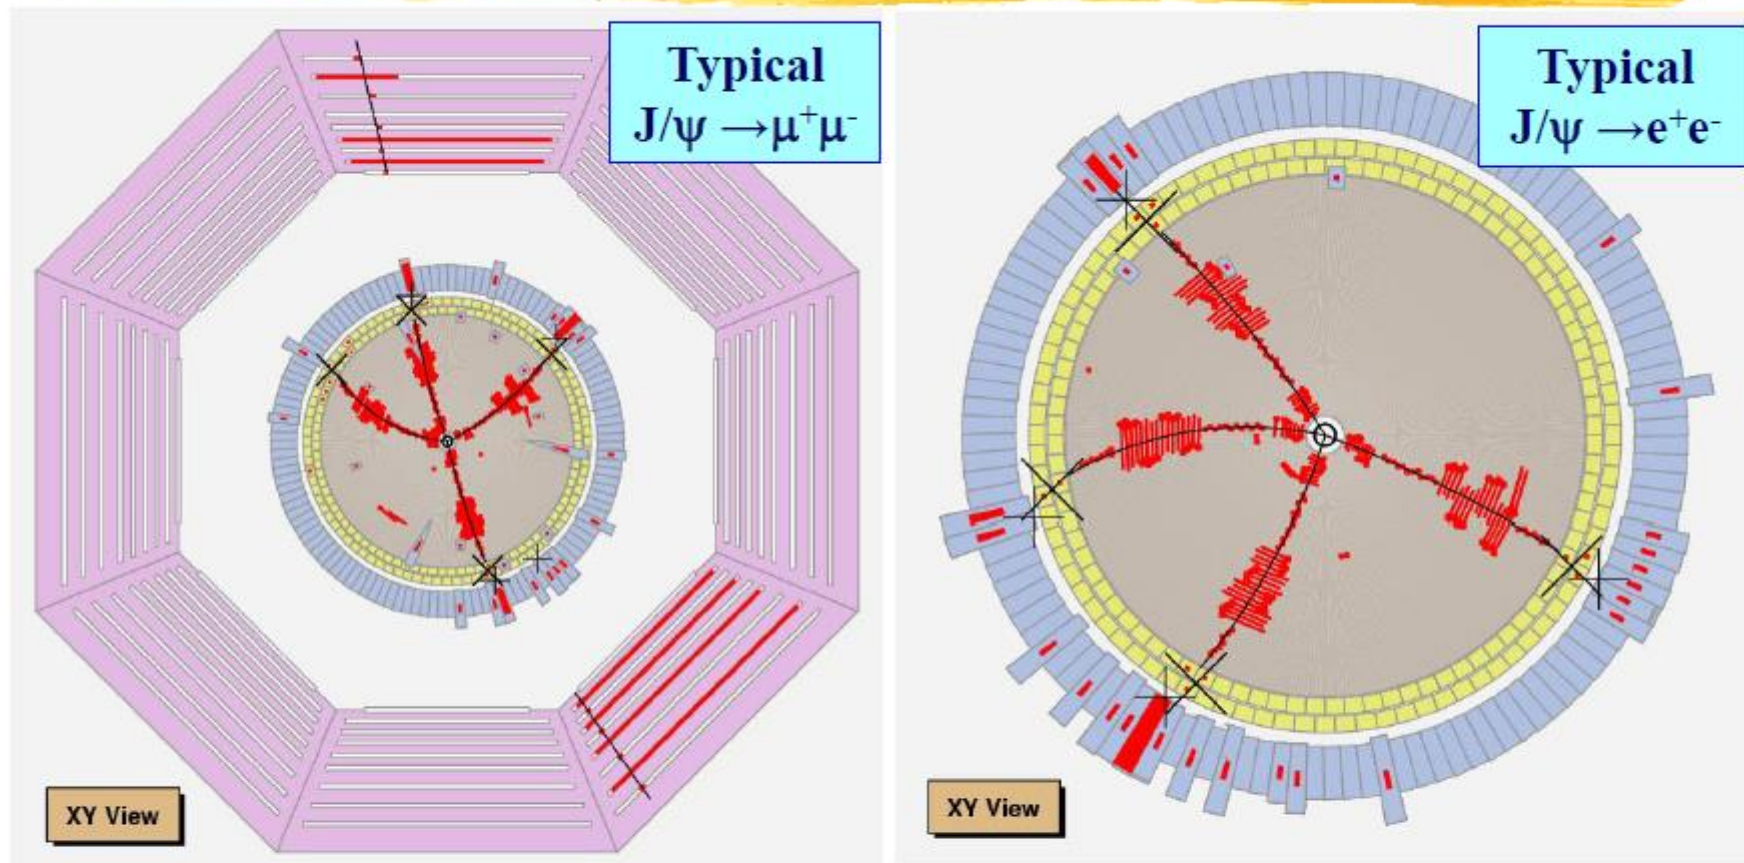 Typical
J/ψ →μ⁺μ⁻
XY View
Typical
J/ψ →e⁺e⁻
XY View